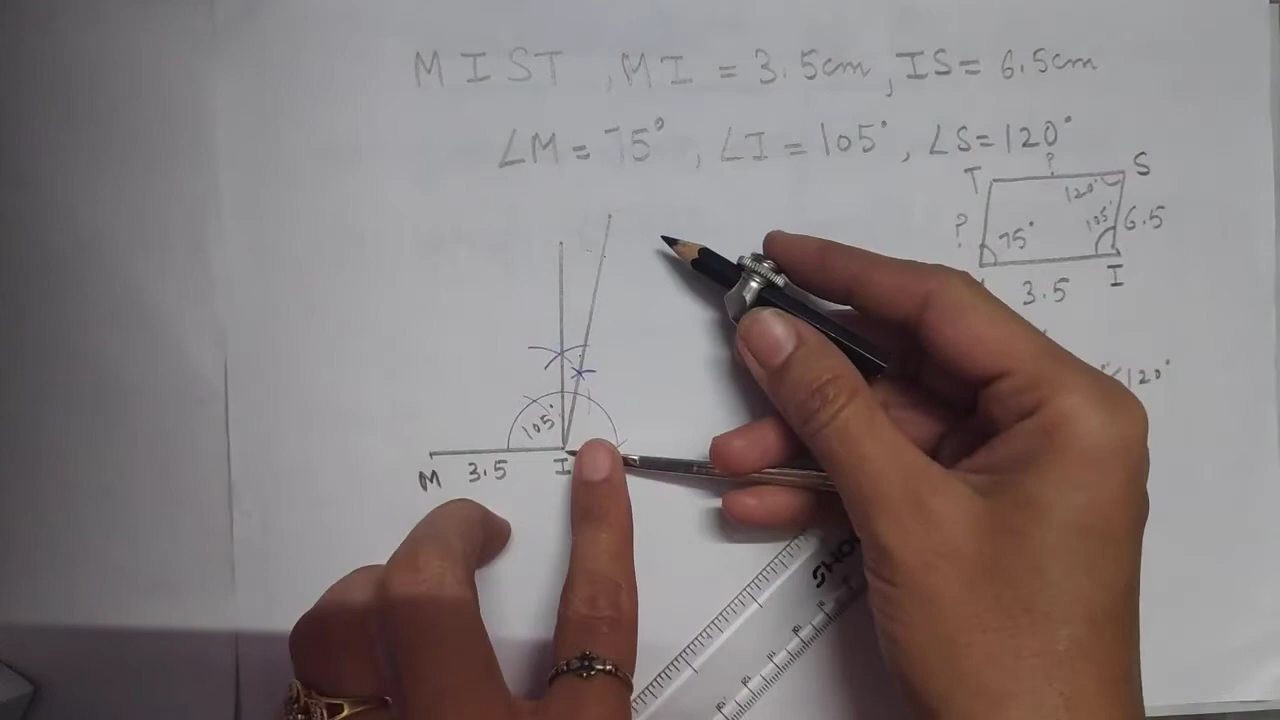 MIST, MI = 3.5cm, IS = 6.5cm
∠M = 75°, ∠I = 105°, ∠S = 120°
T ? S
120°
? 75° 105° 6.5
3.5 I
120°
105°
M 3.5 I